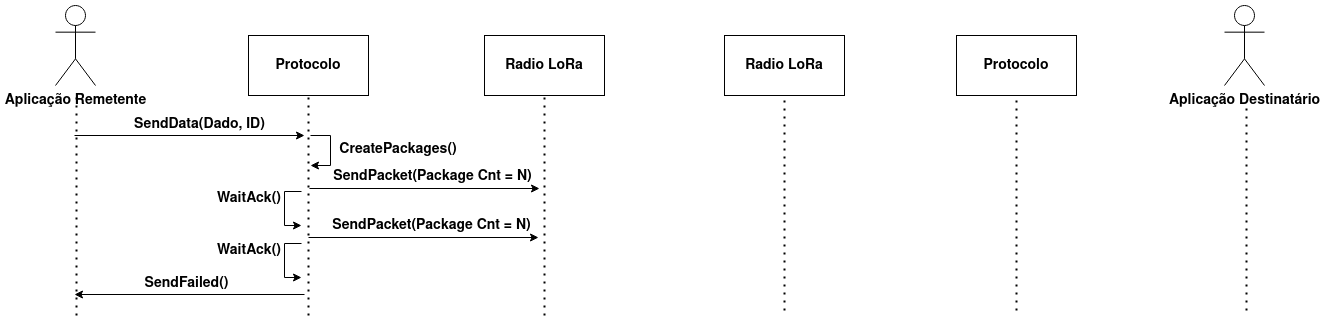 Protocolo
Radio LoRa
Radio LoRa
Protocolo
Aplicação Remetente
Aplicação Destinatário
SendData(Dado, ID)
CreatePackages()
SendPacket(Package Cnt = N)
WaitAck()
SendPacket(Package Cnt = N)
WaitAck()
SendFailed()